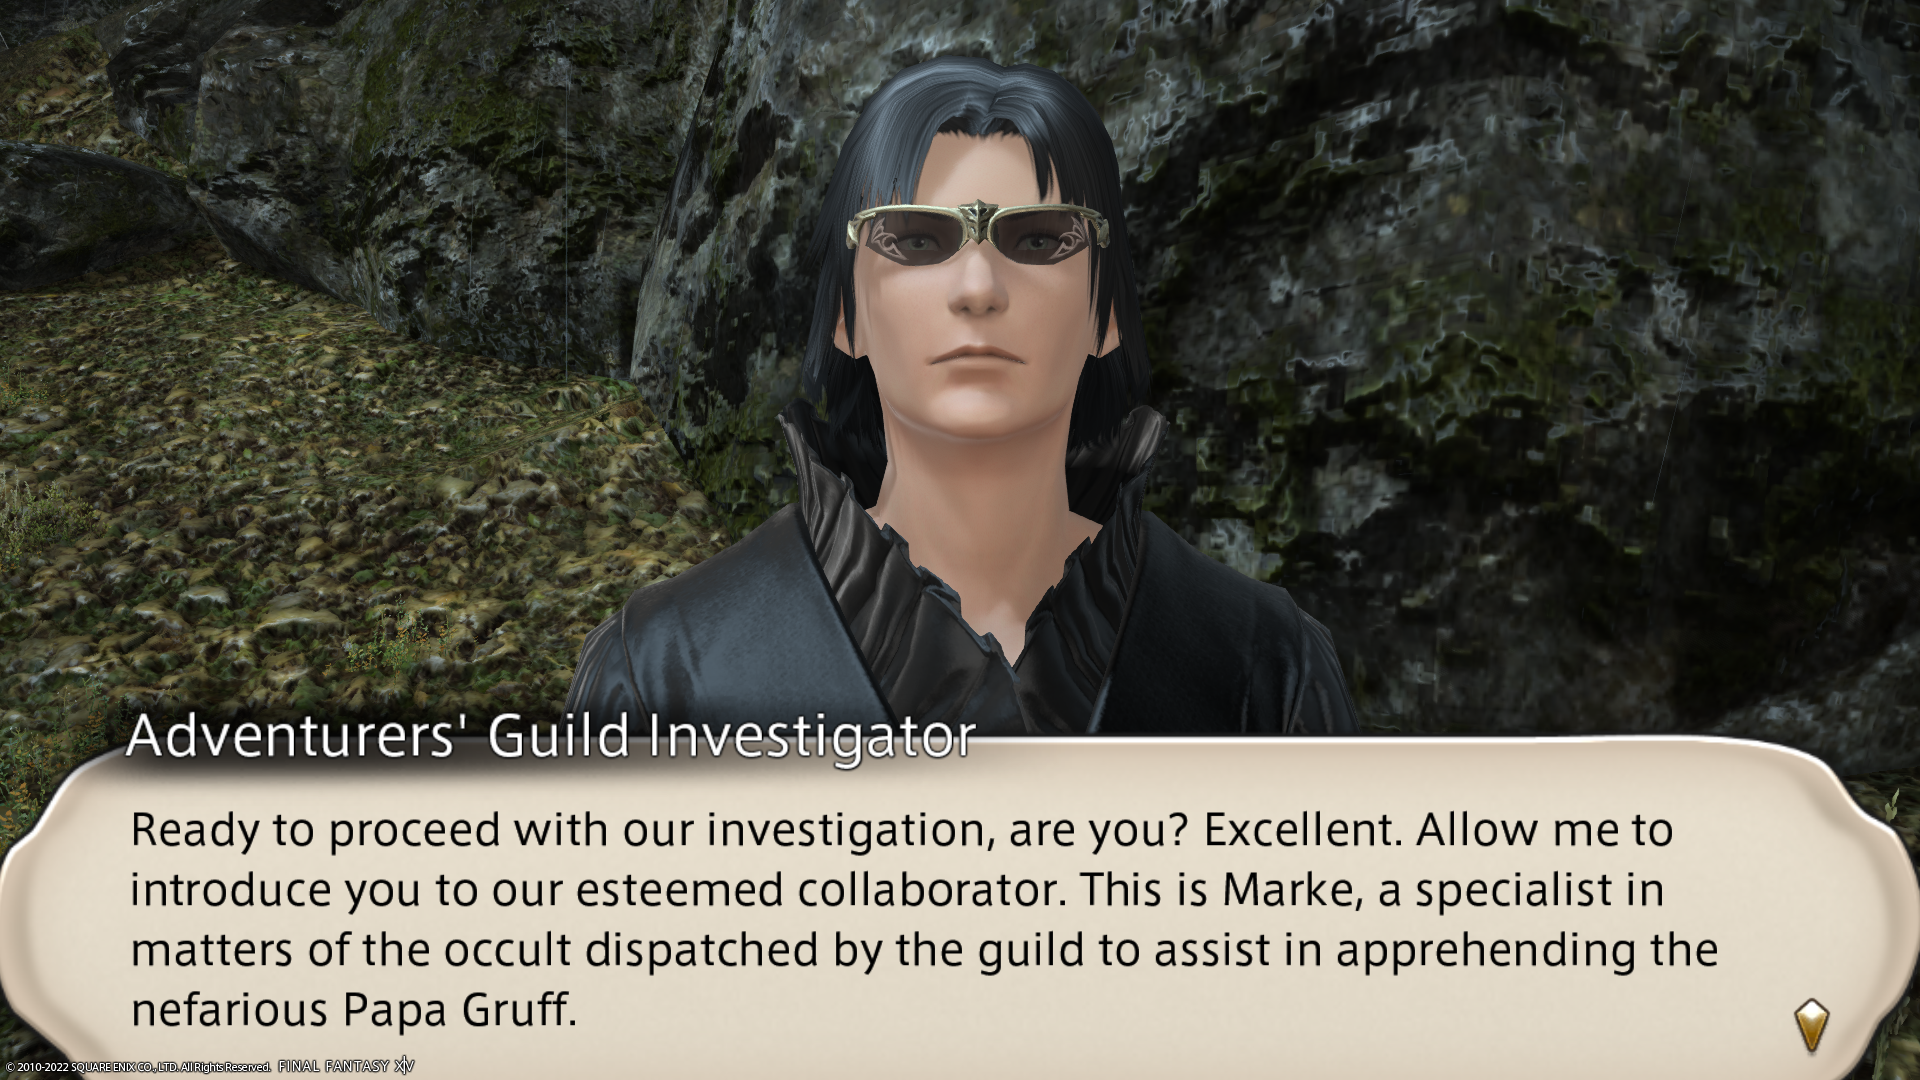 Adventurers' Guild Investigator
Ready to proceed with our investigation, are you? Excellent. Allow me to
introduce you to our esteemed collaborator. This is Marke, a specialist in
matters of the occult dispatched by the guild to assist in apprehending the
nefarious Papa Gruff.
© 2010-2022 SQUARE ENIX CO., LTD. All Rights Reserved. FINAL FANTASY XIV